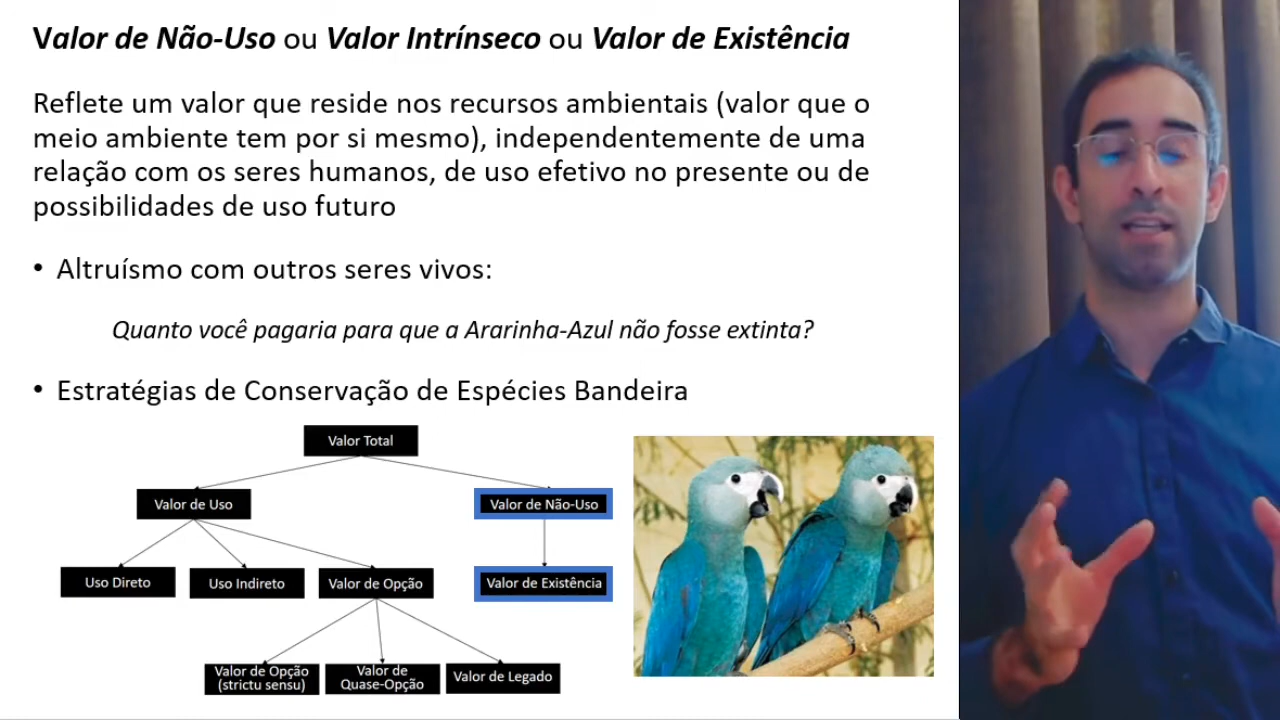 Valor de Não-Uso ou Valor Intrínseco ou Valor de Existência
Reflete um valor que reside nos recursos ambientais (valor que o
meio ambiente tem por si mesmo), independentemente de uma
relação com os seres humanos, de uso efetivo no presente ou de
possibilidades de uso futuro
• Altruísmo com outros seres vivos:
Quanto você pagaria para que a Ararinha-Azul não fosse extinta?
• Estratégias de Conservação de Espécies Bandeira
Valor Total
Valor de Uso
Valor de Não-Uso
Uso Direto
Uso Indireto
Valor de Opção
Valor de Existência
Valor de Opção
(strictu sensu)
Valor de
Quase-Opção
Valor de Legado